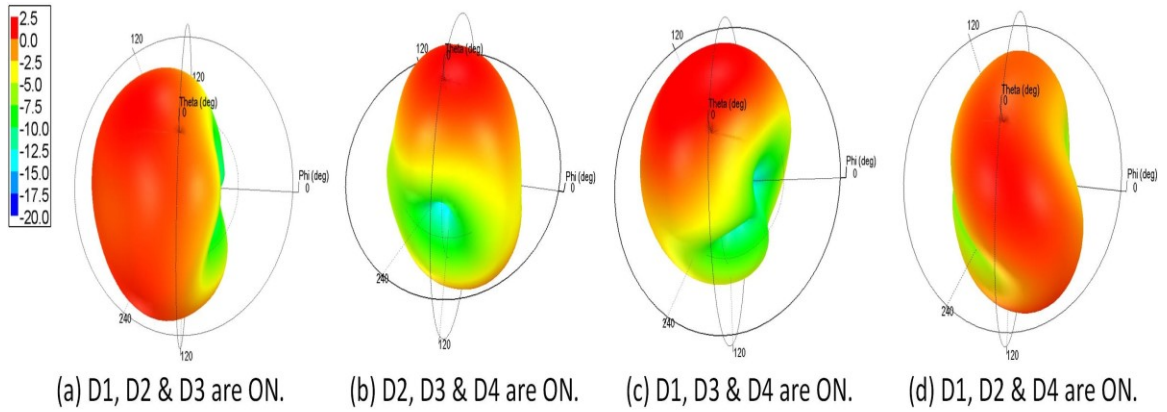 2.5
0.0
-2.5
-5.0
-7.5
-10.0
-12.5
-15.0
-17.5
-20.0
120
120
Theta (deg)
0
Phi (deg)
0
240
120
120
Theta (deg)
0
Phi (deg)
0
240
120
120
Theta (deg)
0
Phi (deg)
0
240
120
120
Theta (deg)
0
Phi (deg)
0
240
120
(a) D1, D2 & D3 are ON.
(b) D2, D3 & D4 are ON.
(c) D1, D3 & D4 are ON.
(d) D1, D2 & D4 are ON.